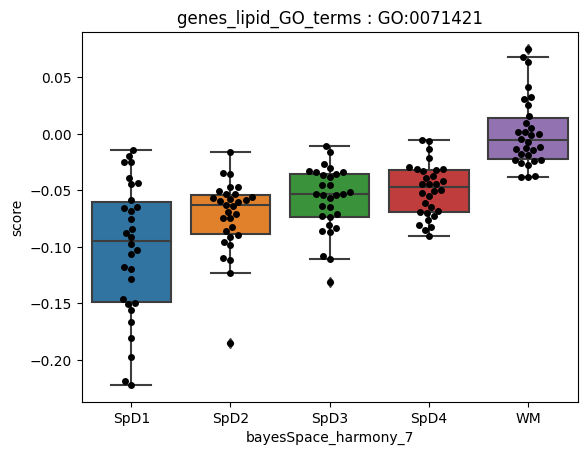 genes_lipid_GO_terms : GO:0071421
score
0.05
0.00
−0.05
−0.10
−0.15
−0.20
SpD1 SpD2 SpD3 SpD4 WM
bayesSpace_harmony_7